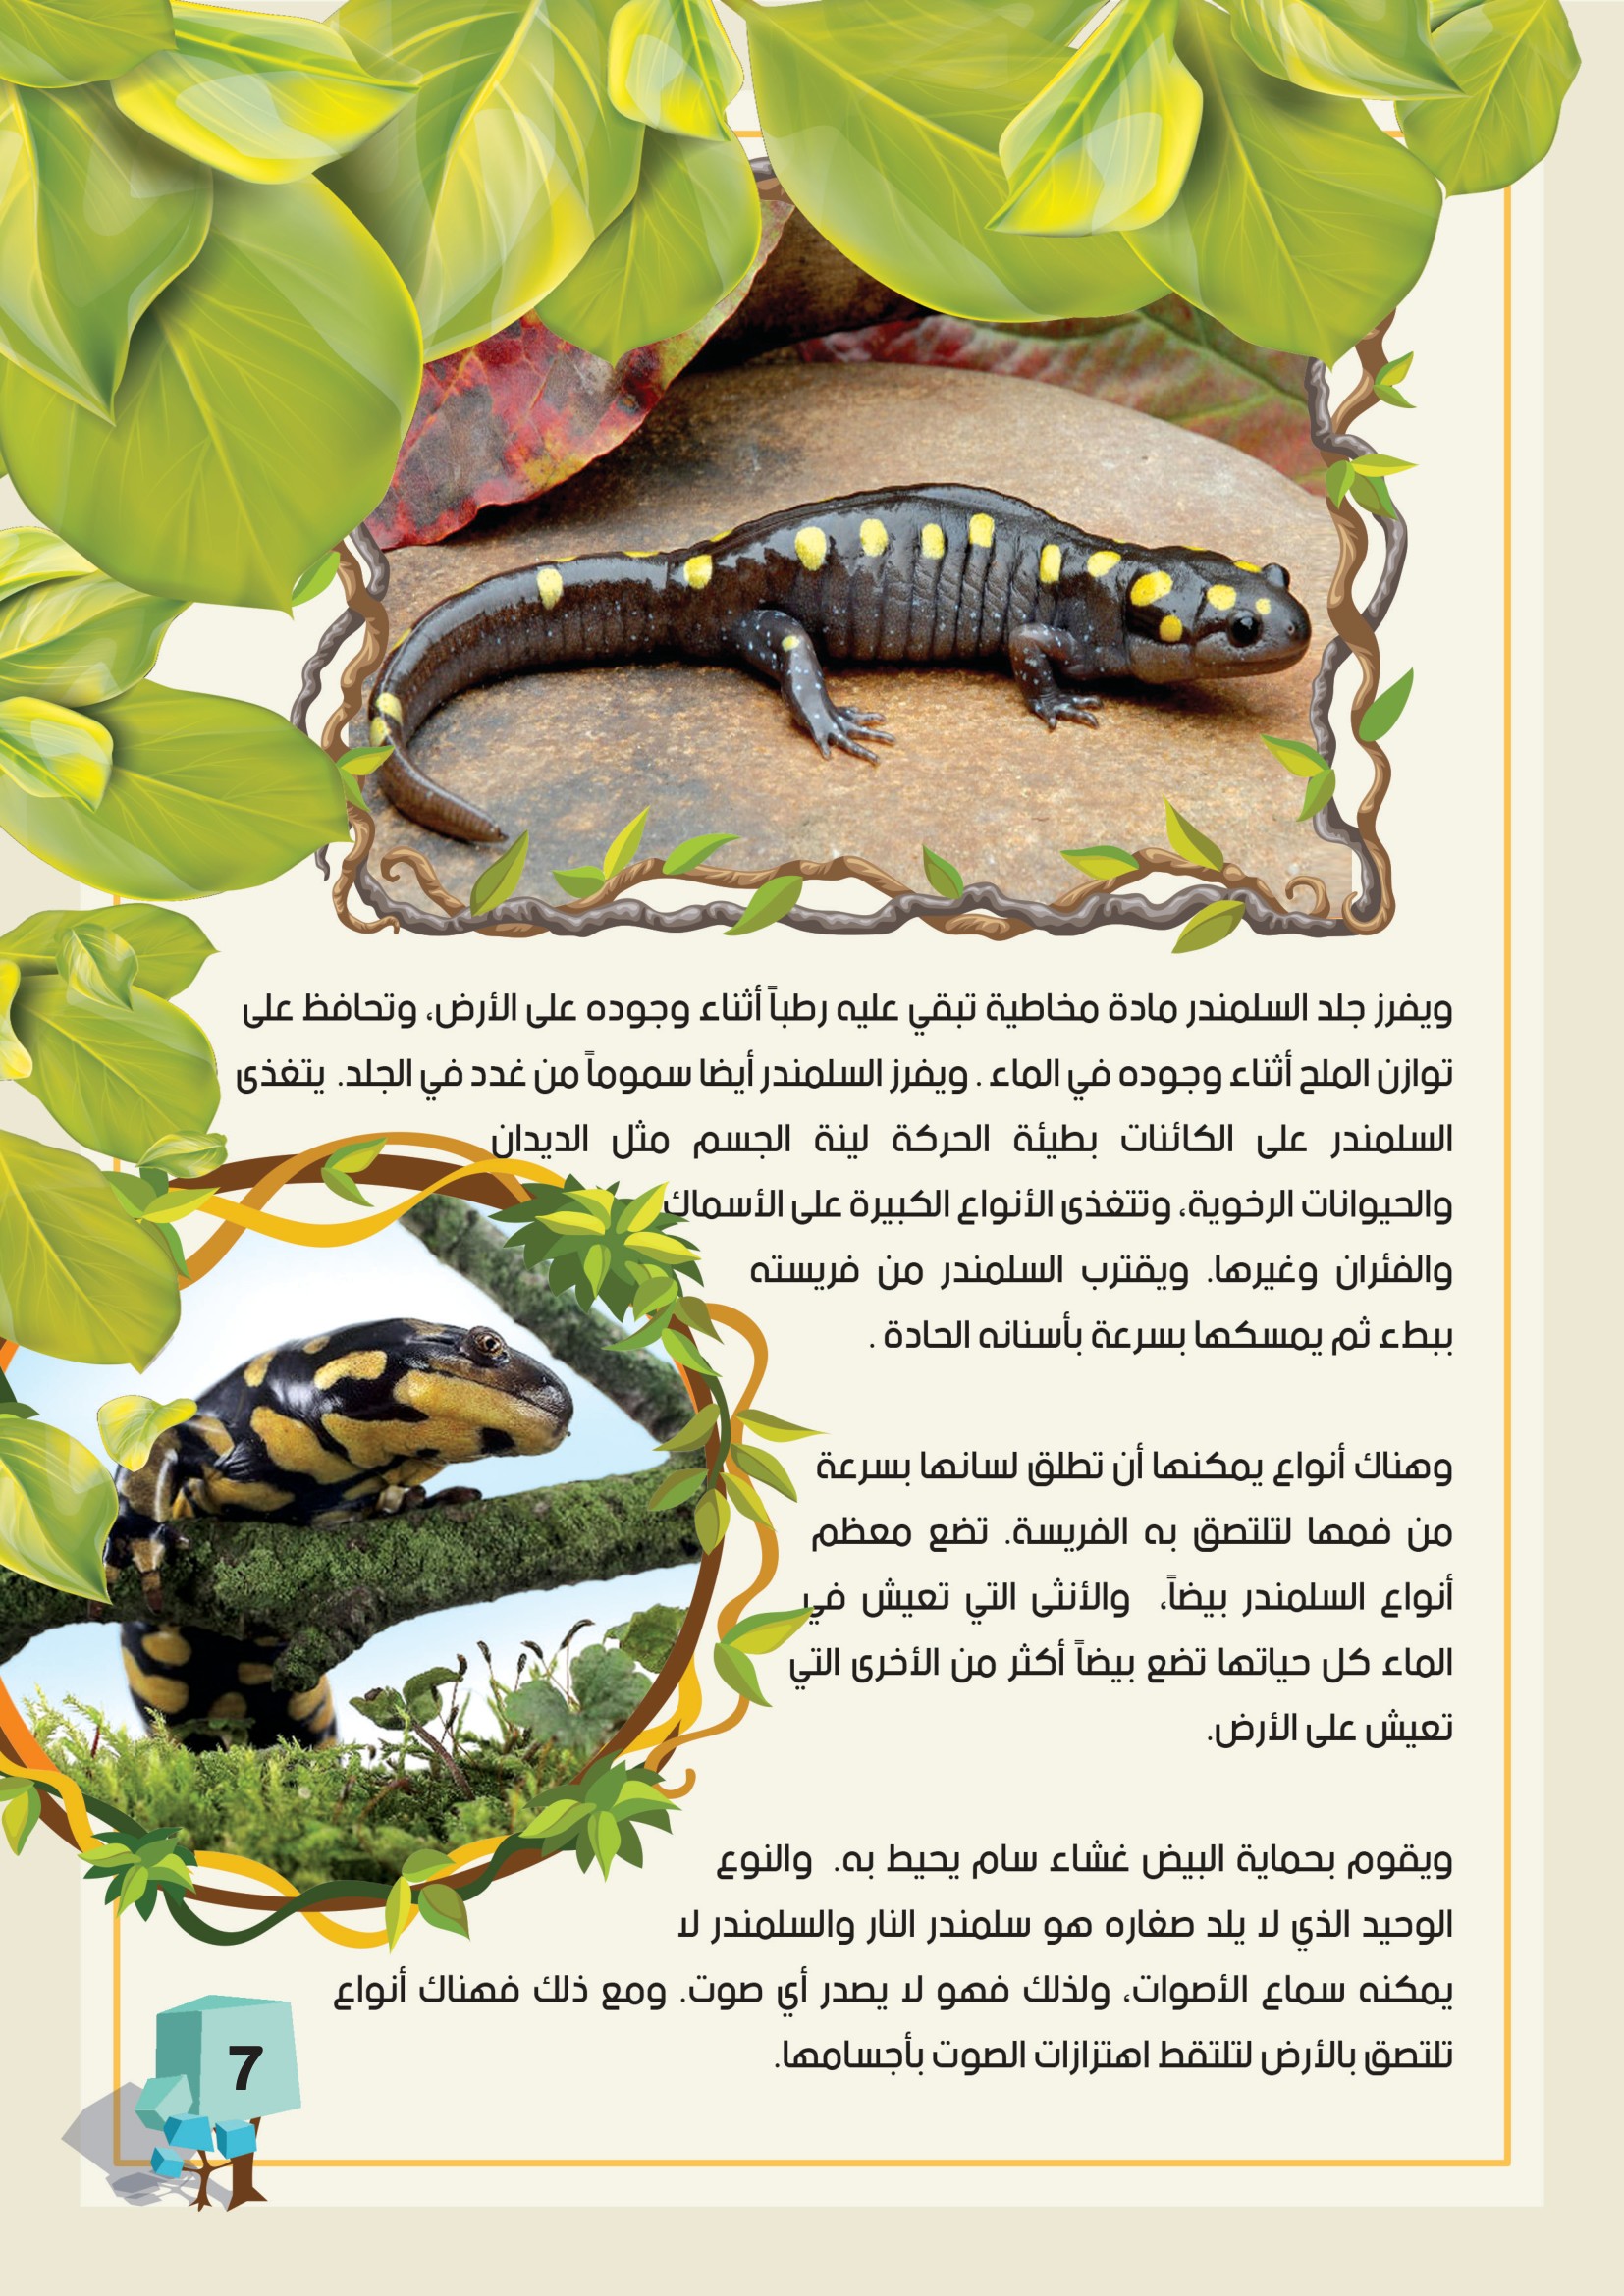 ويفرز جلد السلمندر مادة مخاطية تبقي عليه رطباً أثناء وجوده على الأرض، وتحافظ على
توازن الملح أثناء وجوده في الماء . ويفرز السلمندر أيضا سموماً من غدد في الجلد. يتغذى
السلمندر على الكائنات بطيئة الحركة لينة الجسم مثل الديدان
والحيوانات الرخوية، وتتغذى الأنواع الكبيرة على الأسماك
والفئران وغيرها. ويقترب السلمندر من فريسته
ببطء ثم يمسكها بسرعة بأسنانه الحادة .
وهناك أنواع يمكنها أن تطلق لسانها بسرعة
من فمها لتلتصق به الفريسة. تضع معظم
أنواع السلمندر بيضاً، والأنثى التي تعيش في
الماء كل حياتها تضع بيضاً أكثر من الأخرى التي
تعيش على الأرض.
ويقوم بحماية البيض غشاء سام يحيط به. والنوع
الوحيد الذي لا يلد صغاره هو سلمندر النار والسلمندر لا
يمكنه سماع الأصوات، ولذلك فهو لا يصدر أي صوت. ومع ذلك فهناك أنواع
تلتصق بالأرض لتلتقط اهتزازات الصوت بأجسامها.
7